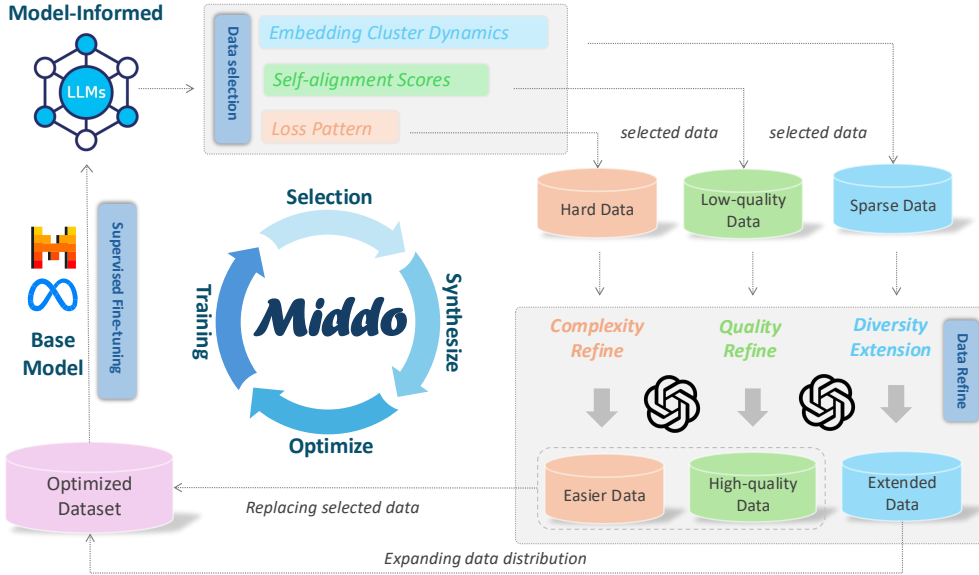 Model-Informed
LLMs
Data selection
Embedding Cluster Dynamics
Self-alignment Scores
Loss Pattern
selected data
selected data
Hard Data
Low-quality
Data
Sparse Data
Selection
Synthesize
Optimize
Training
Middo
Supervised Fine-tuning
Base
Model
Complexity
Refine
Quality
Refine
Diversity
Extension
Data Refine
Easier Data
High-quality
Data
Extended
Data
Optimized
Dataset
Replacing selected data
Expanding data distribution